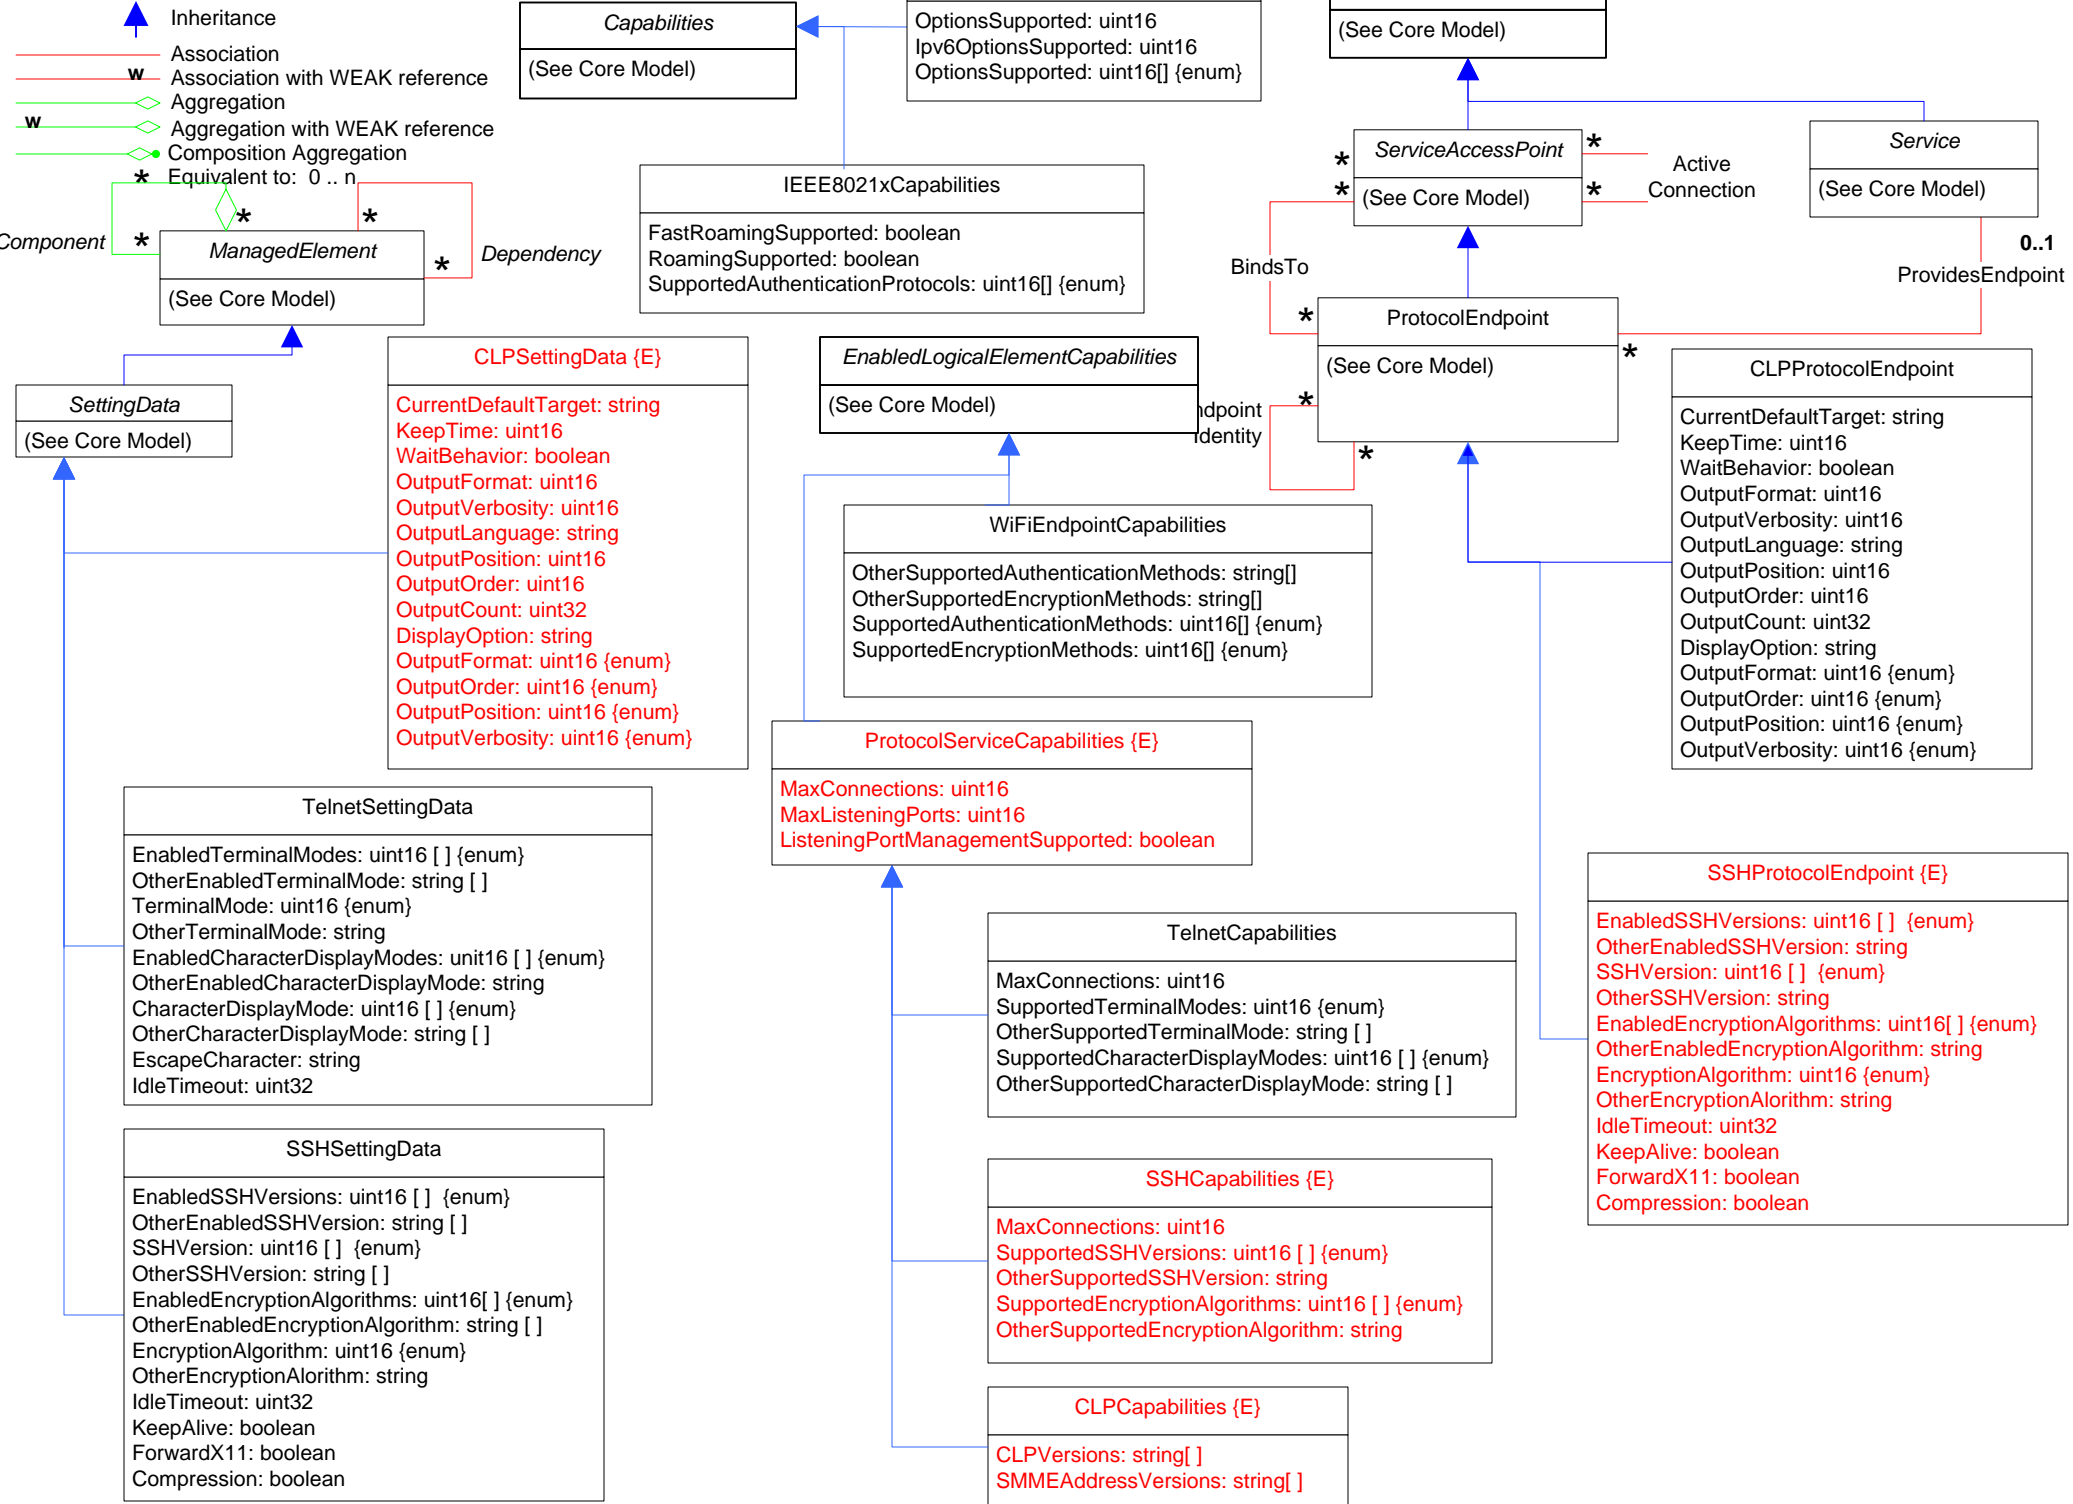 Inheritance
Association
w
Association with WEAK reference
Aggregation
w
Aggregation with WEAK reference
Composition Aggregation
*
Equivalent to: 0 .. n
Component
*
*
ManagedElement
(See Core Model)
*
*
Dependency
SettingData
(See Core Model)
Capabilities
(See Core Model)
OptionsSupported: uint16
Ipv6OptionsSupported: uint16
OptionsSupported: uint16[] {enum}
IEEE8021xCapabilities
FastRoamingSupported: boolean
RoamingSupported: boolean
SupportedAuthenticationProtocols: uint16[] {enum}
(See Core Model)
ServiceAccessPoint
(See Core Model)
*
*
*
*
Active
Connection
Service
(See Core Model)
0..1
ProvidesEndpoint
BindsTo
*
ProtocolEndpoint
(See Core Model)
*
*
*
ndpoint
Identity
CLPSettingData {E}
CurrentDefaultTarget: string
KeepTime: uint16
WaitBehavior: boolean
OutputFormat: uint16
OutputVerbosity: uint16
OutputLanguage: string
OutputPosition: uint16
OutputOrder: uint16
OutputCount: uint32
DisplayOption: string
OutputFormat: uint16 {enum}
OutputOrder: uint16 {enum}
OutputPosition: uint16 {enum}
OutputVerbosity: uint16 {enum}
EnabledLogicalElementCapabilities
(See Core Model)
WiFiEndpointCapabilities
OtherSupportedAuthenticationMethods: string[]
OtherSupportedEncryptionMethods: string[]
SupportedAuthenticationMethods: uint16[] {enum}
SupportedEncryptionMethods: uint16[] {enum}
CLPProtocolEndpoint
CurrentDefaultTarget: string
KeepTime: uint16
WaitBehavior: boolean
OutputFormat: uint16
OutputVerbosity: uint16
OutputLanguage: string
OutputPosition: uint16
OutputOrder: uint16
OutputCount: uint32
DisplayOption: string
OutputFormat: uint16 {enum}
OutputOrder: uint16 {enum}
OutputPosition: uint16 {enum}
OutputVerbosity: uint16 {enum}
ProtocolServiceCapabilities {E}
MaxConnections: uint16
MaxListeningPorts: uint16
ListeningPortManagementSupported: boolean
TelnetSettingData
EnabledTerminalModes: uint16 [ ] {enum}
OtherEnabledTerminalMode: string [ ]
TerminalMode: uint16 {enum}
OtherTerminalMode: string
EnabledCharacterDisplayModes: unit16 [ ] {enum}
OtherEnabledCharacterDisplayMode: string
CharacterDisplayMode: uint16 [ ] {enum}
OtherCharacterDisplayMode: string [ ]
EscapeCharacter: string
IdleTimeout: uint32
TelnetCapabilities
MaxConnections: uint16
SupportedTerminalModes: uint16 {enum}
OtherSupportedTerminalMode: string [ ]
SupportedCharacterDisplayModes: uint16 [ ] {enum}
OtherSupportedCharacterDisplayMode: string [ ]
SSHProtocolEndpoint {E}
EnabledSSHVersions: uint16 [ ]  {enum}
OtherEnabledSSHVersion: string
SSHVersion: uint16 [ ]  {enum}
OtherSSHVersion: string
EnabledEncryptionAlgorithms: uint16[ ] {enum}
OtherEnabledEncryptionAlgorithm: string
EncryptionAlgorithm: uint16 {enum}
OtherEncryptionAlorithm: string
IdleTimeout: uint32
KeepAlive: boolean
ForwardX11: boolean
Compression: boolean
SSHSettingData
EnabledSSHVersions: uint16 [ ]  {enum}
OtherEnabledSSHVersion: string [ ]
SSHVersion: uint16 [ ]  {enum}
OtherSSHVersion: string [ ]
EnabledEncryptionAlgorithms: uint16[ ] {enum}
OtherEnabledEncryptionAlgorithm: string [ ]
EncryptionAlgorithm: uint16 {enum}
OtherEncryptionAlorithm: string
IdleTimeout: uint32
KeepAlive: boolean
ForwardX11: boolean
Compression: boolean
SSHCapabilities {E}
MaxConnections: uint16
SupportedSSHVersions: uint16 [ ] {enum}
OtherSupportedSSHVersion: string
SupportedEncryptionAlgorithms: uint16 [ ] {enum}
OtherSupportedEncryptionAlgorithm: string
CLPCapabilities {E}
CLPVersions: string[ ]
SMMEAddressVersions: string[ ]